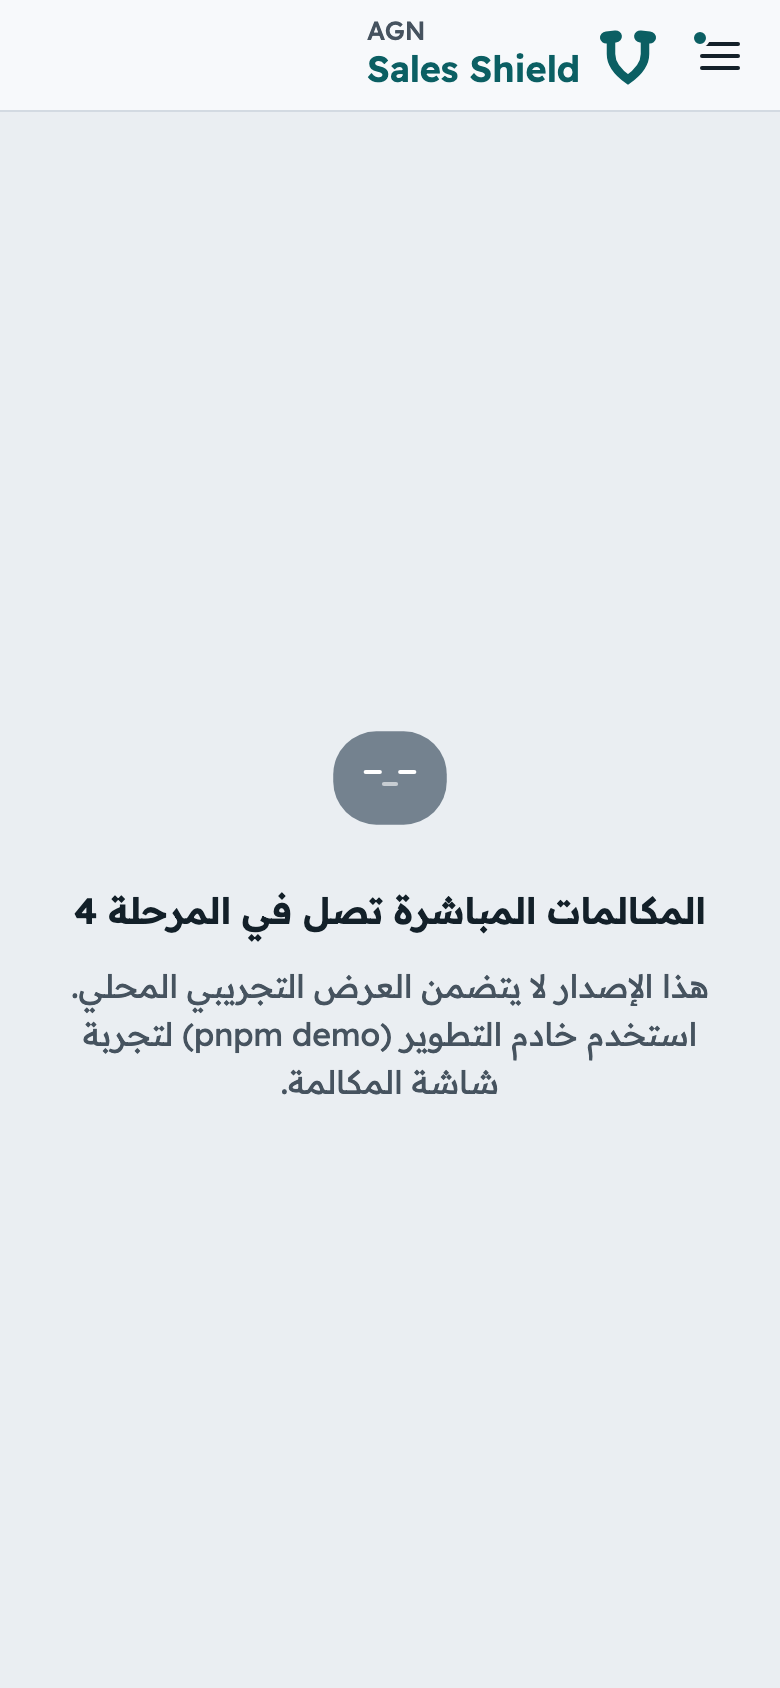 AGN
Sales Shield
المكالمات المباشرة تصل في المرحلة 4
هذا الإصدار لا يتضمن العرض التجريبي المحلي.
استخدم خادم التطوير (pnpm demo) لتجربة
شاشة المكالمة.